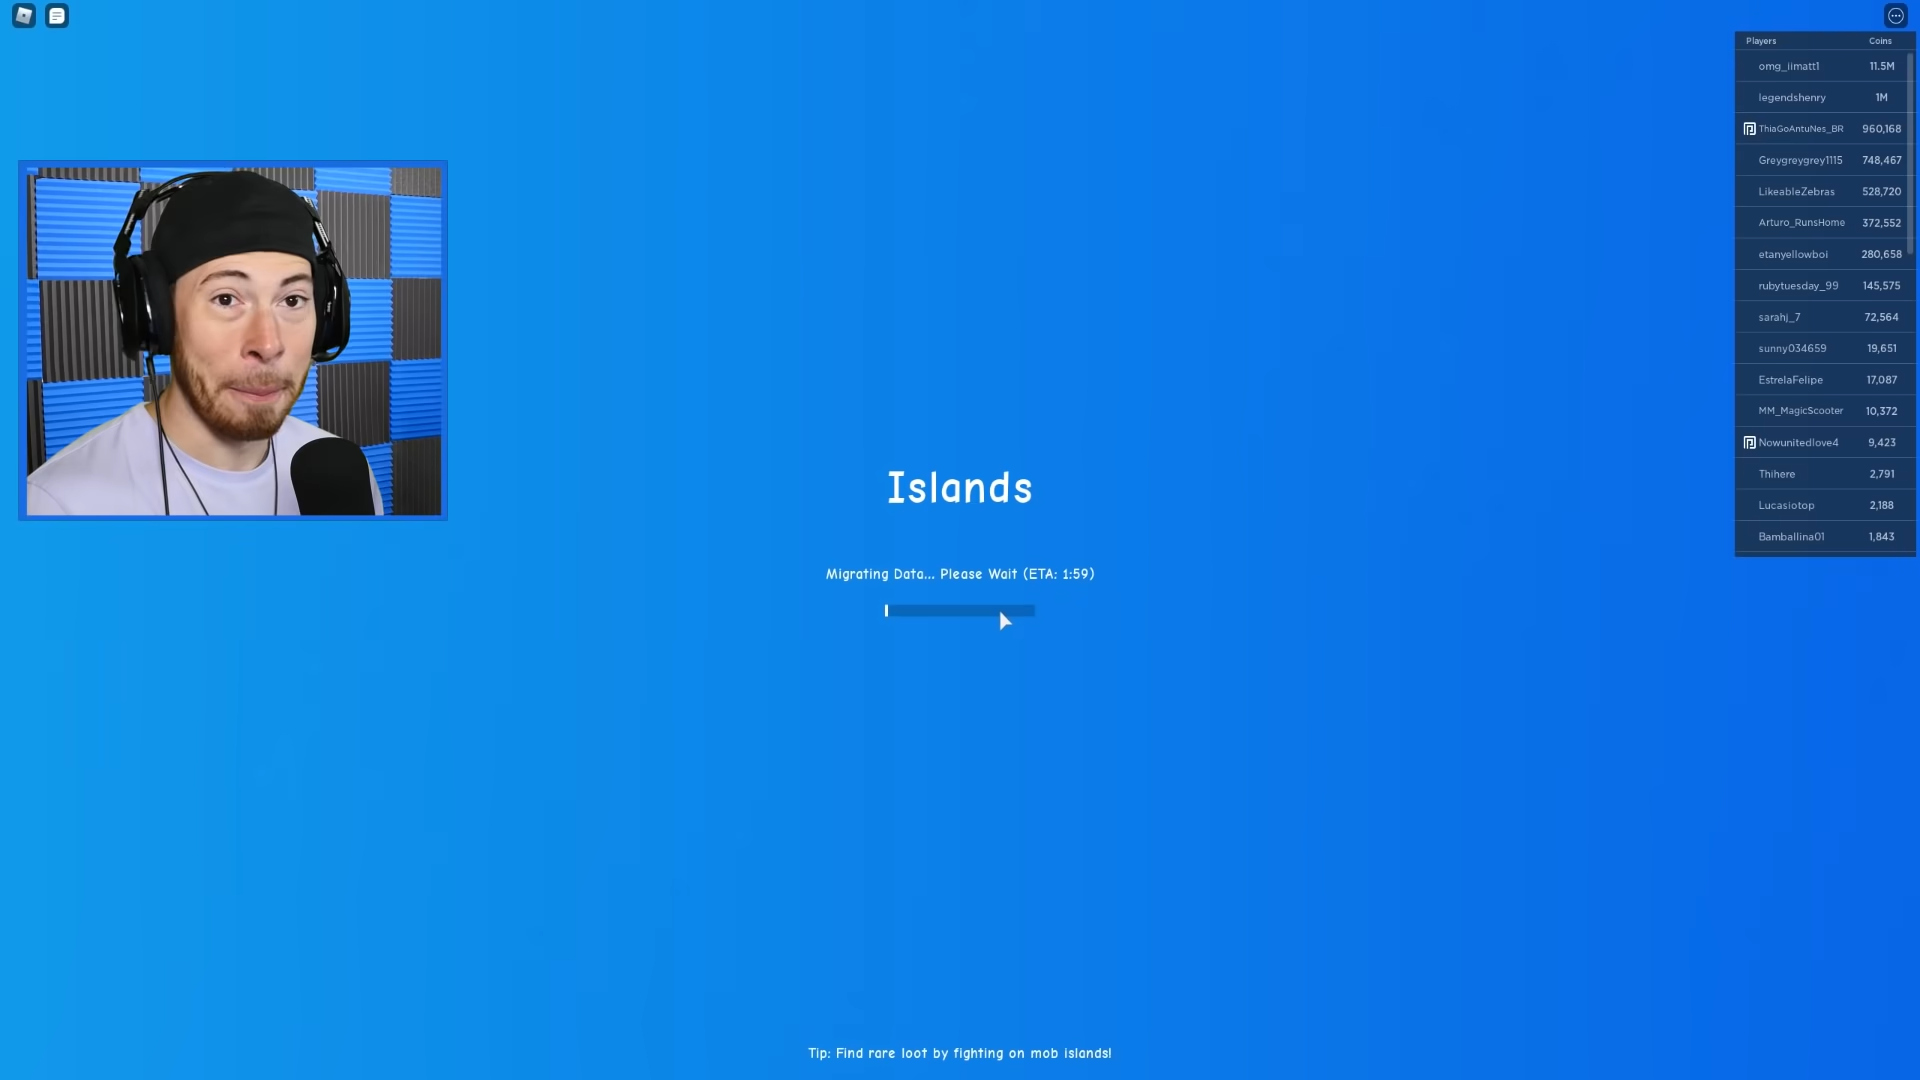 Players Coins
omg_iimatt1 11.5M
legendshenry 1M
ThiaGoAntuNes_BR 960,168
Greygreygrey1115 748,467
LikeableZebras 528,720
Arturo_RunsHome 372,552
etanyellowboi 280,658
rubytuesday_99 145,575
sarahj_7 72,564
sunny034659 19,651
EstrelaFelipe 17,087
MM_MagicScooter 10,372
Nowunitedlove4 9,423
Thihere 2,791
Lucasiotop 2,188
Bamballina01 1,843
Islands
Migrating Data... Please Wait (ETA: 1:59)
Tip: Find rare loot by fighting on mob islands!